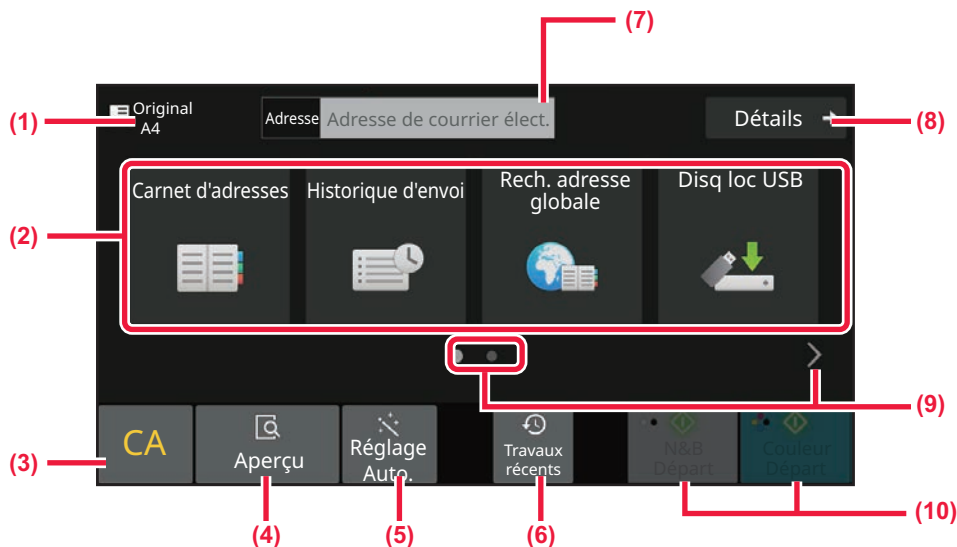 (7)
(1)
Original
A4
Adresse Adresse de courrier élect.
Détails
(8)
(2)
Carnet d'adresses
Historique d'envoi
Rech. adresse
globale
Disq loc USB
(9)
(3)
CA
Aperçu
Réglage
Auto.
Travaux
récents
N&B
Départ
Couleur
Départ
(4)
(5)
(6)
(10)